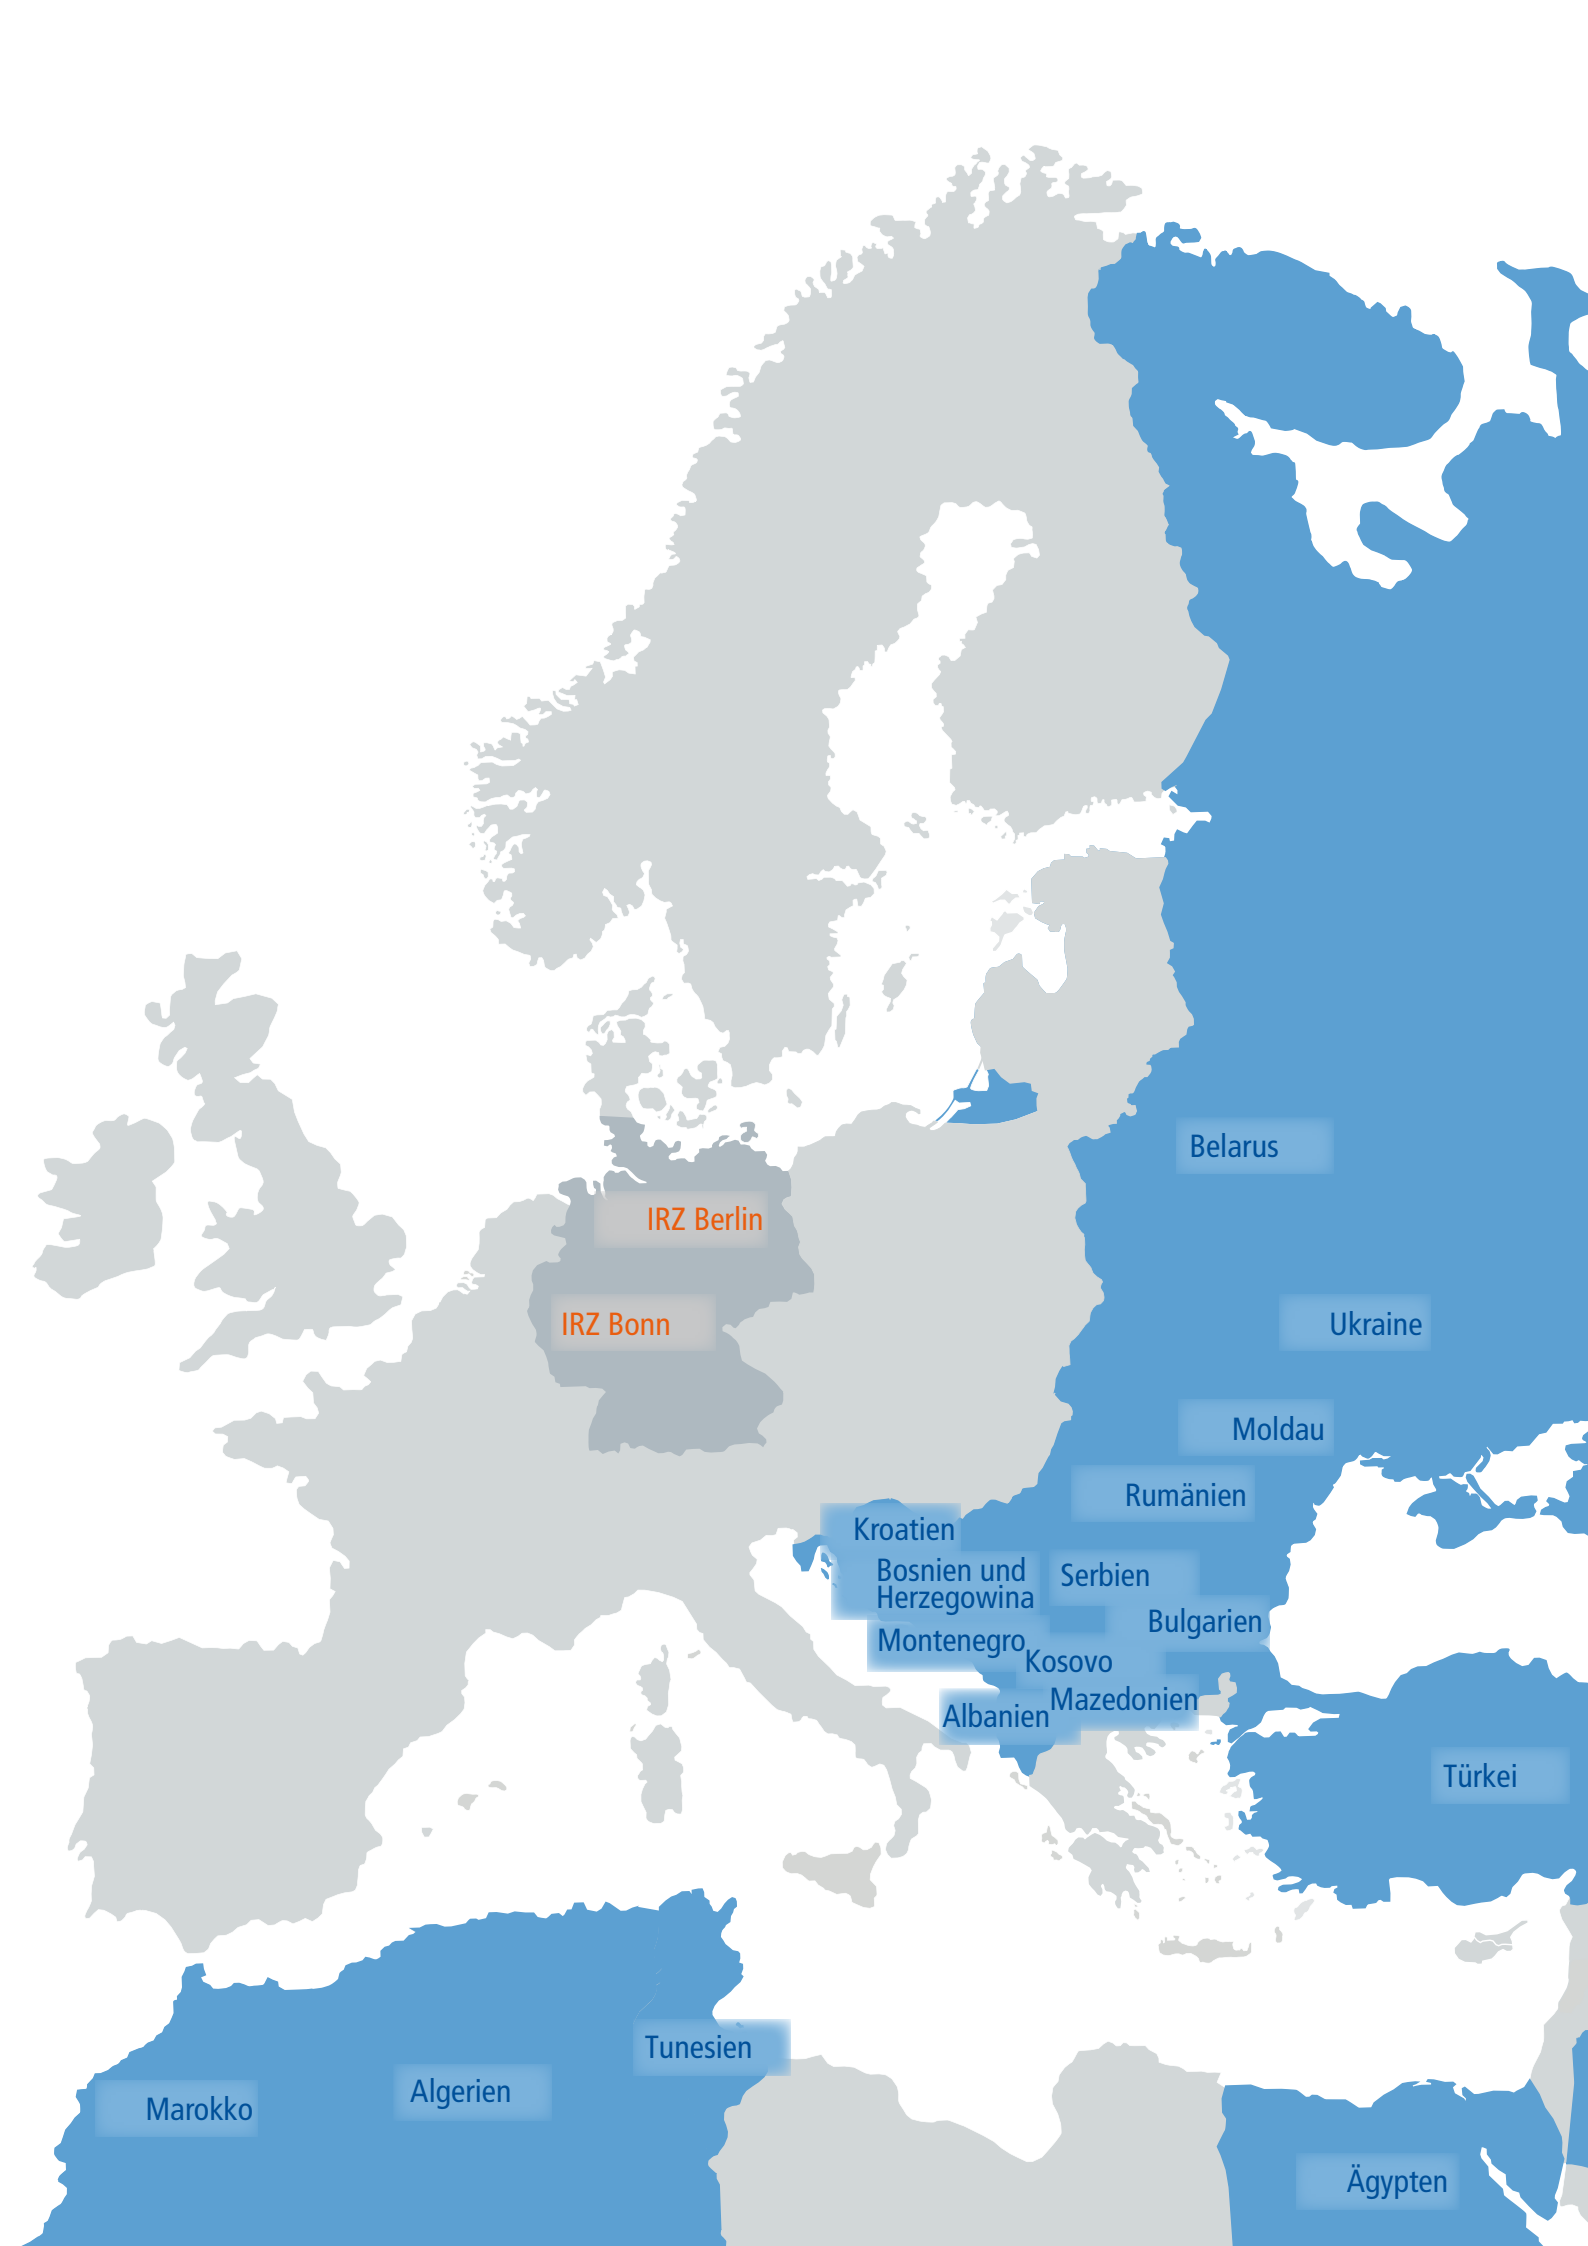 Belarus
IRZ Berlin
IRZ Bonn
Ukraine
Moldau
Rumänien
Kroatien
Bosnien und
Herzegowina
Serbien
Bulgarien
Montenegro
Kosovo
Mazedonien
Albanien
Türkei
Tunesien
Algerien
Marokko
Ägypten